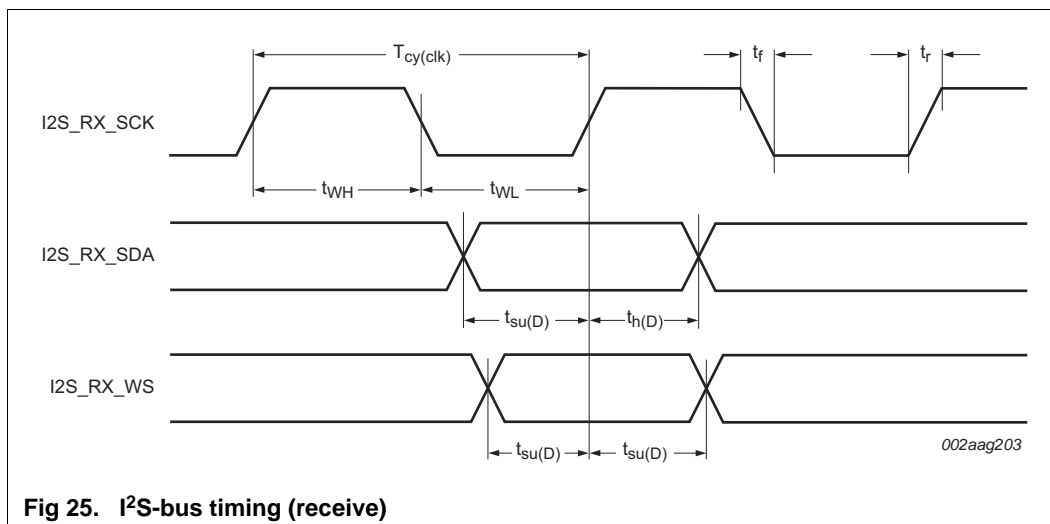 T_cy(clk) t_f t_r
I2S_RX_SCK
t_WH t_WL
I2S_RX_SDA
t_su(D) t_h(D)
I2S_RX_WS
t_su(D) t_su(D)
002aag203
Fig 25. I²S-bus timing (receive)